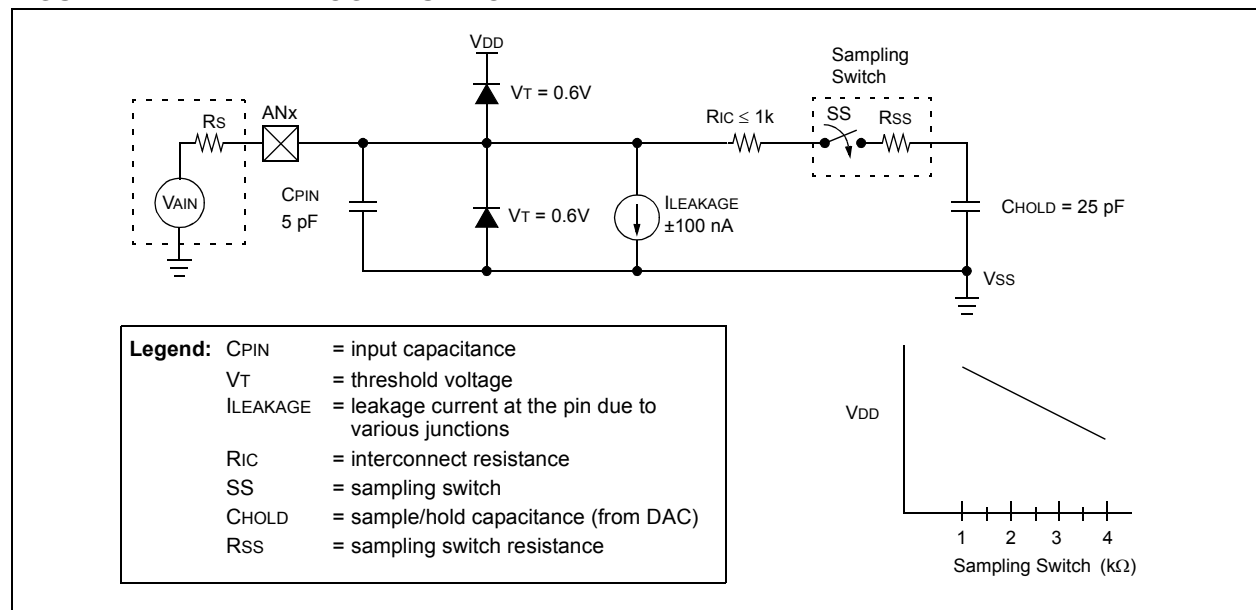 VDD
Sampling
Switch
VT = 0.6V
RS
ANx
RIC ≤ 1k
SS
RSS
VAIN
CPIN
5 pF
VT = 0.6V
ILEAKAGE
±100 nA
CHOLD = 25 pF
VSS
Legend: CPIN = input capacitance
VT = threshold voltage
ILEAKAGE = leakage current at the pin due to
various junctions
RIC = interconnect resistance
SS = sampling switch
CHOLD = sample/hold capacitance (from DAC)
RSS = sampling switch resistance
VDD
1 2 3 4
Sampling Switch (kΩ)